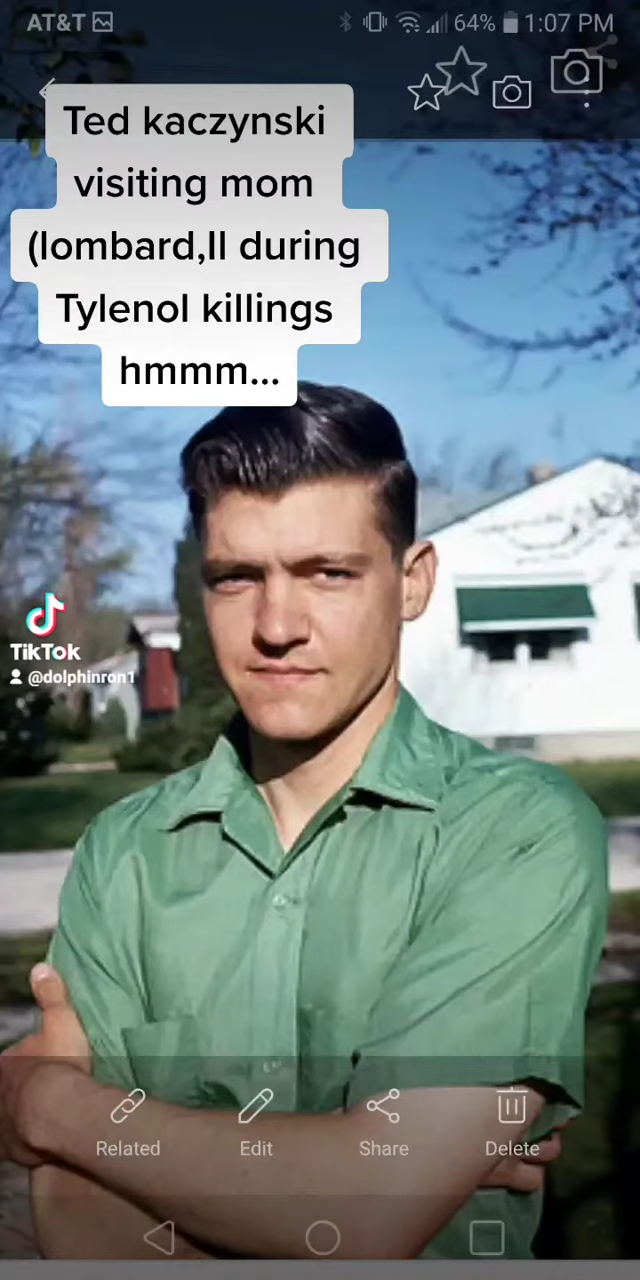 AT&T 64% 1:07 PM
Ted kaczynski
visiting mom
(lombard,Il during
Tylenol killings
hmmm...
TikTok
@dolphinron1
Related Edit Share Delete